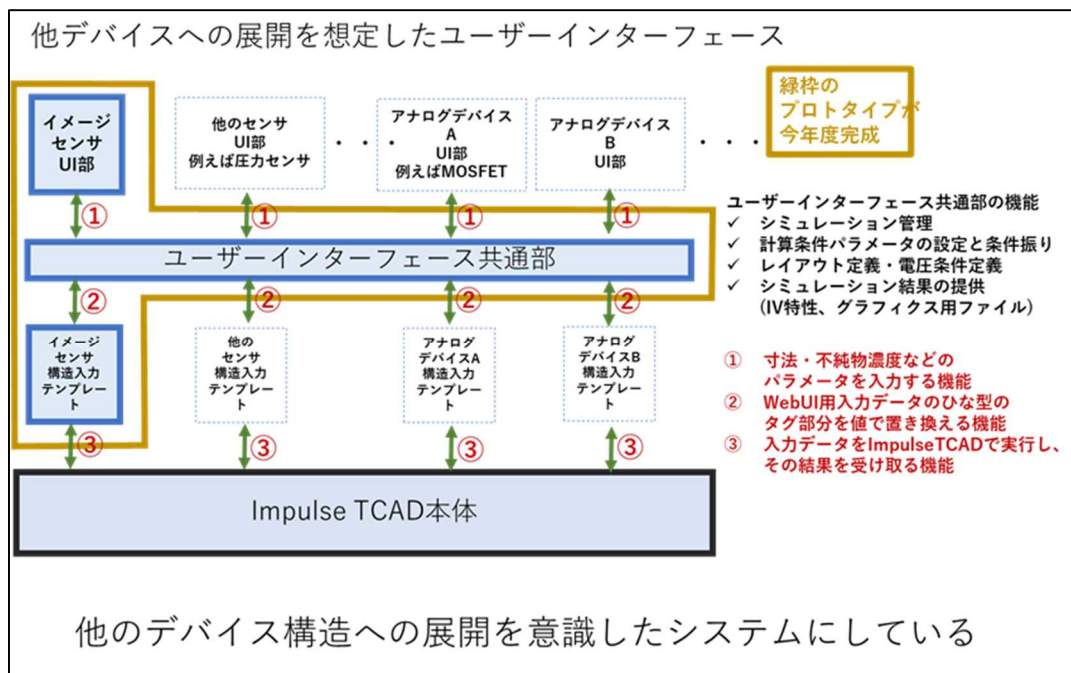 他デバイスへの展開を想定したユーザーインターフェース
イメージ
センサ
UI部
他のセンサ
UI部
例えば圧力センサ
・・・
アナログデバイス
A
UI部
例えばMOSFET
アナログデバイス
B
UI部
・・・
緑枠の
プロトタイプが
今年度完成
①
①
①
①
ユーザーインターフェース共通部
②
②
②
②
イメージ
センサ
構造入力
テンプレー
ト
他の
センサ
構造入力
テンプレー
ト
アナログ
デバイスA
構造入力
テンプレー
ト
アナログ
デバイスB
構造入力
テンプレー
ト
③
③
③
③
Impulse TCAD本体
ユーザーインターフェース共通部の機能
✓ シミュレーション管理
✓ 計算条件パラメータの設定と条件振り
✓ レイアウト定義・電圧条件定義
✓ シミュレーション結果の提供
(IV特性、グラフィクス用ファイル)
① 寸法・不純物濃度などの
パラメータを入力する機能
② WebUI用入力データのひな型の
タグ部分を値で置き換える機能
③ 入力データをImpulseTCADで実行し、
その結果を受け取る機能
他のデバイス構造への展開を意識したシステムにしている